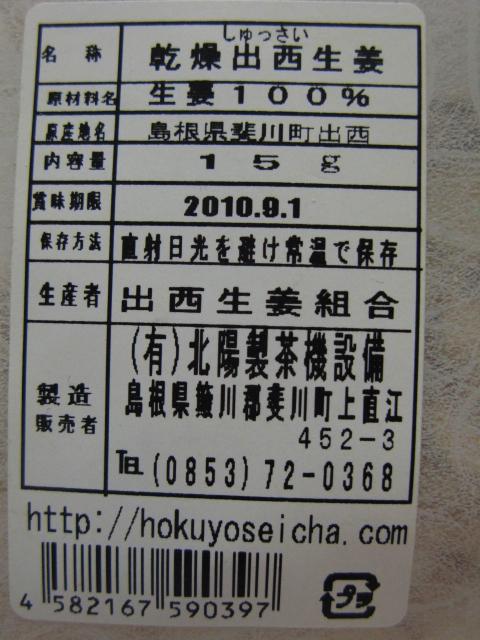 しゅっさい
名称 乾燥出西生姜
原材料名 生姜100%
原産地名 島根県斐川町出西
内容量 15g
賞味期限 2010.9.1
保存方法 直射日光を避け常温で保存
生産者 出西生姜組合
製造
販売者
(有)北陽製茶機設備
島根県簸川郡斐川町上直江
452-3
TEL (0853)72-0368
http://hokuyoseicha.com
4 582167 590397
プラ